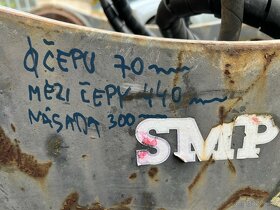 Ø ČEPU 70 mm
MEZI ČEPY 440 mm
NÁSADA 300 mm
SMP